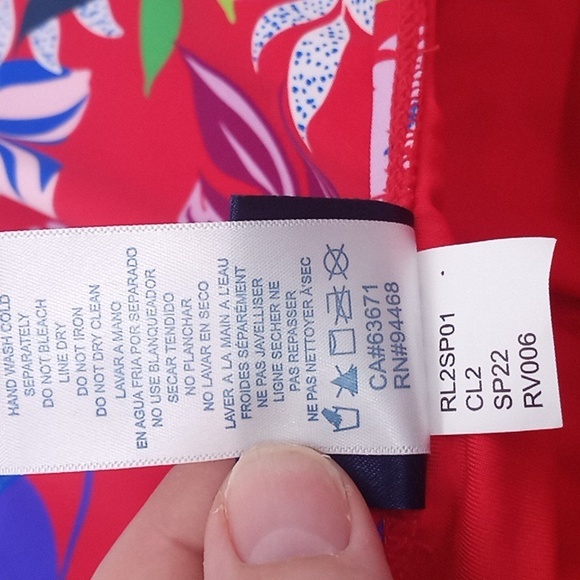 HAND WASH COLD
SEPARATELY
DO NOT BLEACH
LINE DRY
DO NOT IRON
DO NOT DRY CLEAN
LAVAR A MANO
EN AGUA FRIA POR SEPARADO
NO USE BLANQUEADOR
SECAR TENDIDO
NO PLANCHAR
NO LAVAR EN SECO
LAVER A LA MAIN A L'EAU
FROIDES SÉPARÉMENT
NE PAS JAVELLISER
LIGNE SECHER NE
PAS REPASSER
NE PAS NETTOYER À'SEC
CA#63671
RN#94468
RL2SP01
CL2
SP22
RV006